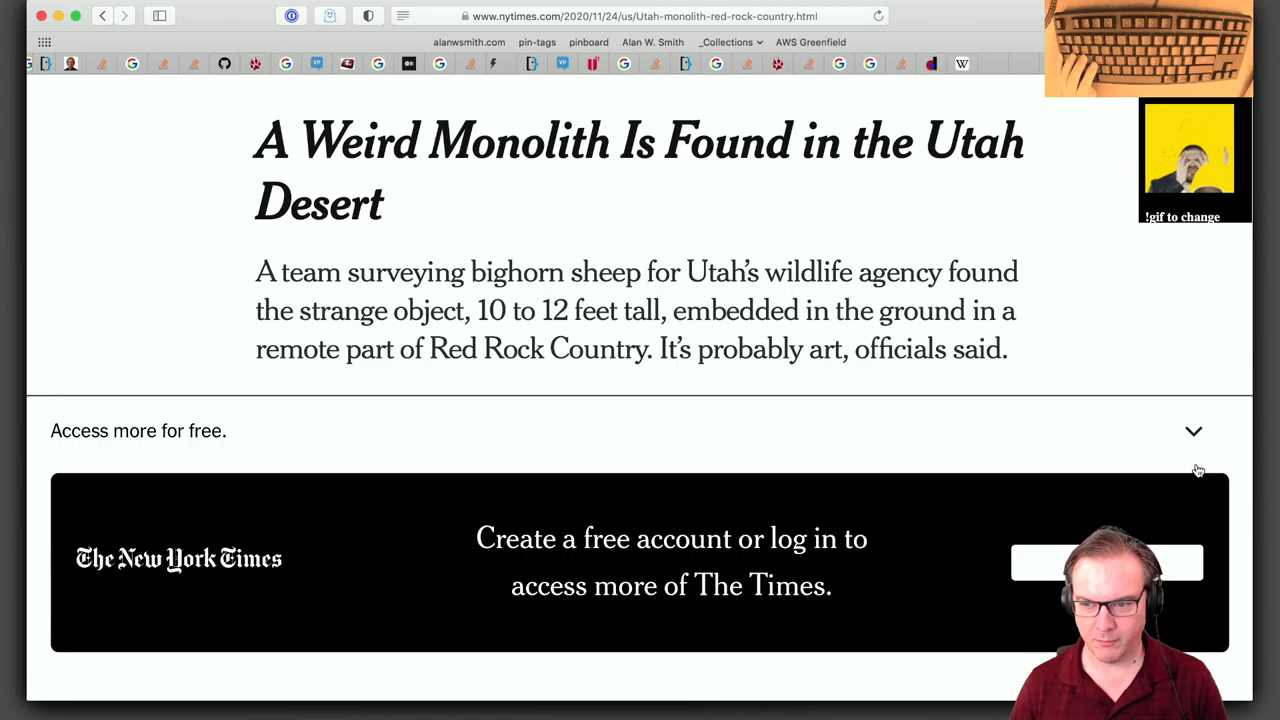 www.nytimes.com/2020/11/24/us/Utah-monolith-red-rock-country.html
alanwsmith.com pin-tags pinboard Alan W. Smith _Collections AWS Greenfield
A Weird Monolith Is Found in the Utah
Desert
!gif to change
A team surveying bighorn sheep for Utah’s wildlife agency found
the strange object, 10 to 12 feet tall, embedded in the ground in a
remote part of Red Rock Country. It’s probably art, officials said.
Access more for free.
The New York Times
Create a free account or log in to
access more of The Times.